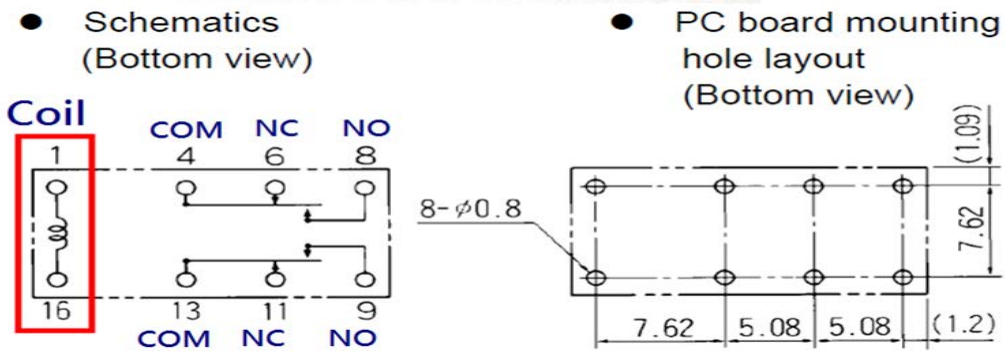 ● Schematics
(Bottom view)
Coil
COM NC NO
1 4 6 8
16 13 11 9
COM NC NO
● PC board mounting
hole layout
(Bottom view)
(1.09)
8-ø0.8
7.62
7.62 5.08 5.08 (1.2)